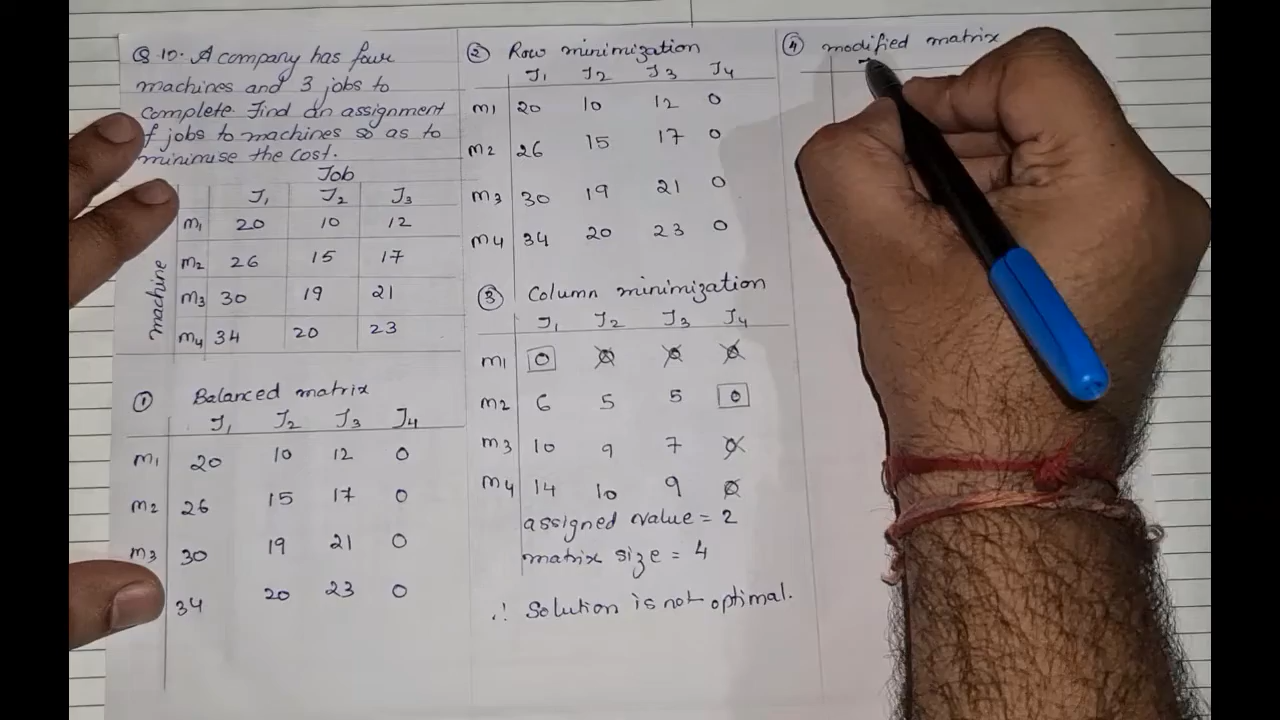 Q.10. A company has four
machines and 3 jobs to
complete. Find an assignment
f jobs to machines so as to
minimise the cost.
Job
J1 J2 J3
machine
m1 20 10 12
m2 26 15 17
m3 30 19 21
m4 34 20 23
① Balanced matrix
J1 J2 J3 J4
m1 20 10 12 0
m2 26 15 17 0
m3 30 19 21 0
34 20 23 0
② Row minimization
J1 J2 J3 J4
m1 20 10 12 0
m2 26 15 17 0
m3 30 19 21 0
m4 34 20 23 0
③ Column minimization
J1 J2 J3 J4
m1 0 0 0 0
m2 6 5 5 0
m3 10 9 7 0
m4 14 10 9 0
assigned value = 2
matrix size = 4
∴ Solution is not optimal.
④ modified matrix